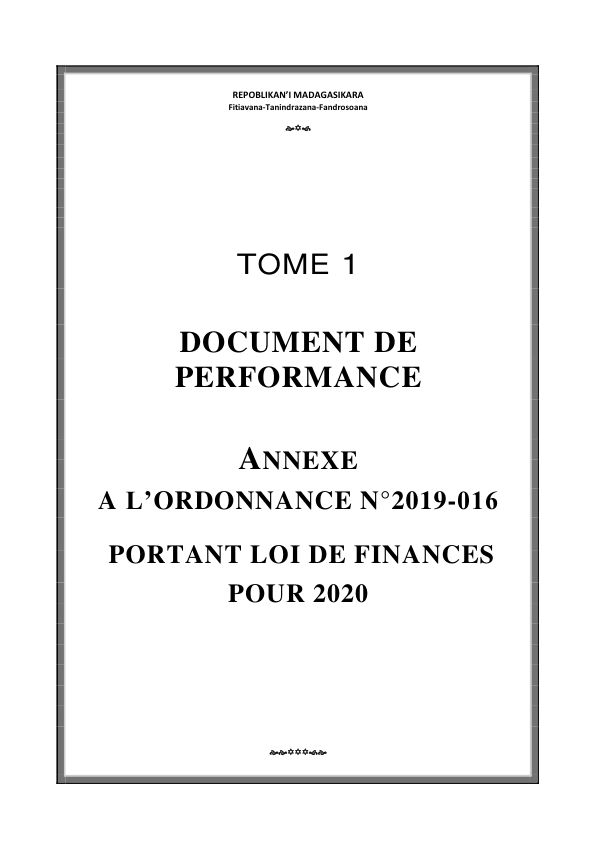 REPOBLIKAN’I MADAGASIKARA
Fitiavana-Tanindrazana-Fandrosoana
TOME 1
DOCUMENT DE
PERFORMANCE
ANNEXE
A L’ORDONNANCE N°2019-016
PORTANT LOI DE FINANCES
POUR 2020